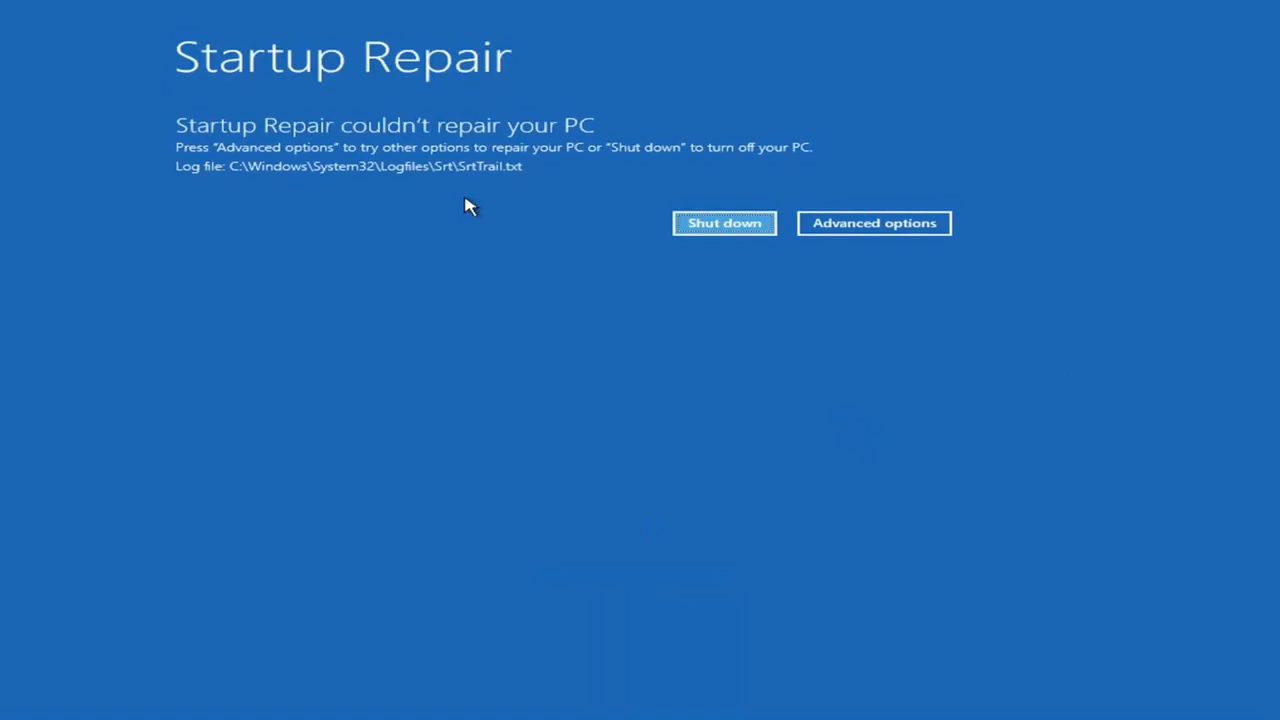 Startup Repair
Startup Repair couldn't repair your PC
Press “Advanced options” to try other options to repair your PC or “Shut down” to turn off your PC.
Log file: C:\Windows\System32\Logfiles\Srt\SrtTrail.txt
Shut down
Advanced options